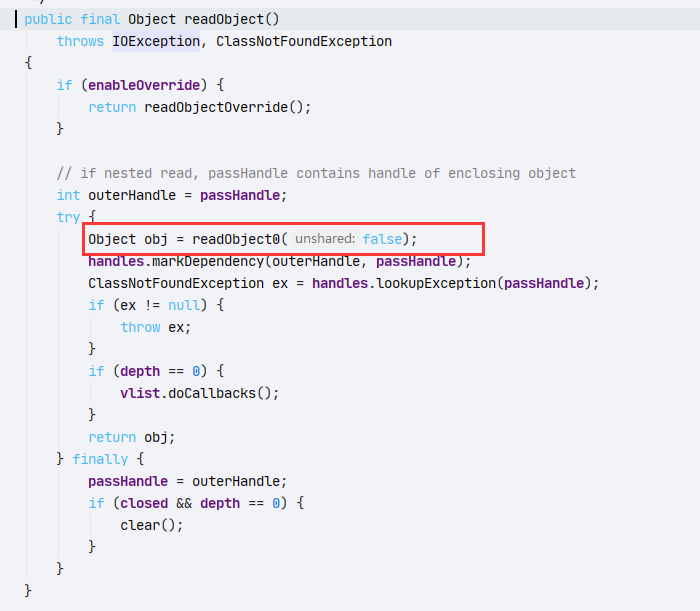 public final Object readObject()
    throws IOException, ClassNotFoundException
{
    if (enableOverride) {
        return readObjectOverride();
    }
    // if nested read, passHandle contains handle of enclosing object
    int outerHandle = passHandle;
    try {
        Object obj = readObject0( unshared: false);
        handles.markDependency(outerHandle, passHandle);
        ClassNotFoundException ex = handles.lookupException(passHandle);
        if (ex != null) {
            throw ex;
        }
        if (depth == 0) {
            vlist.doCallbacks();
        }
        return obj;
    } finally {
        passHandle = outerHandle;
        if (closed && depth == 0) {
            clear();
        }
    }
}